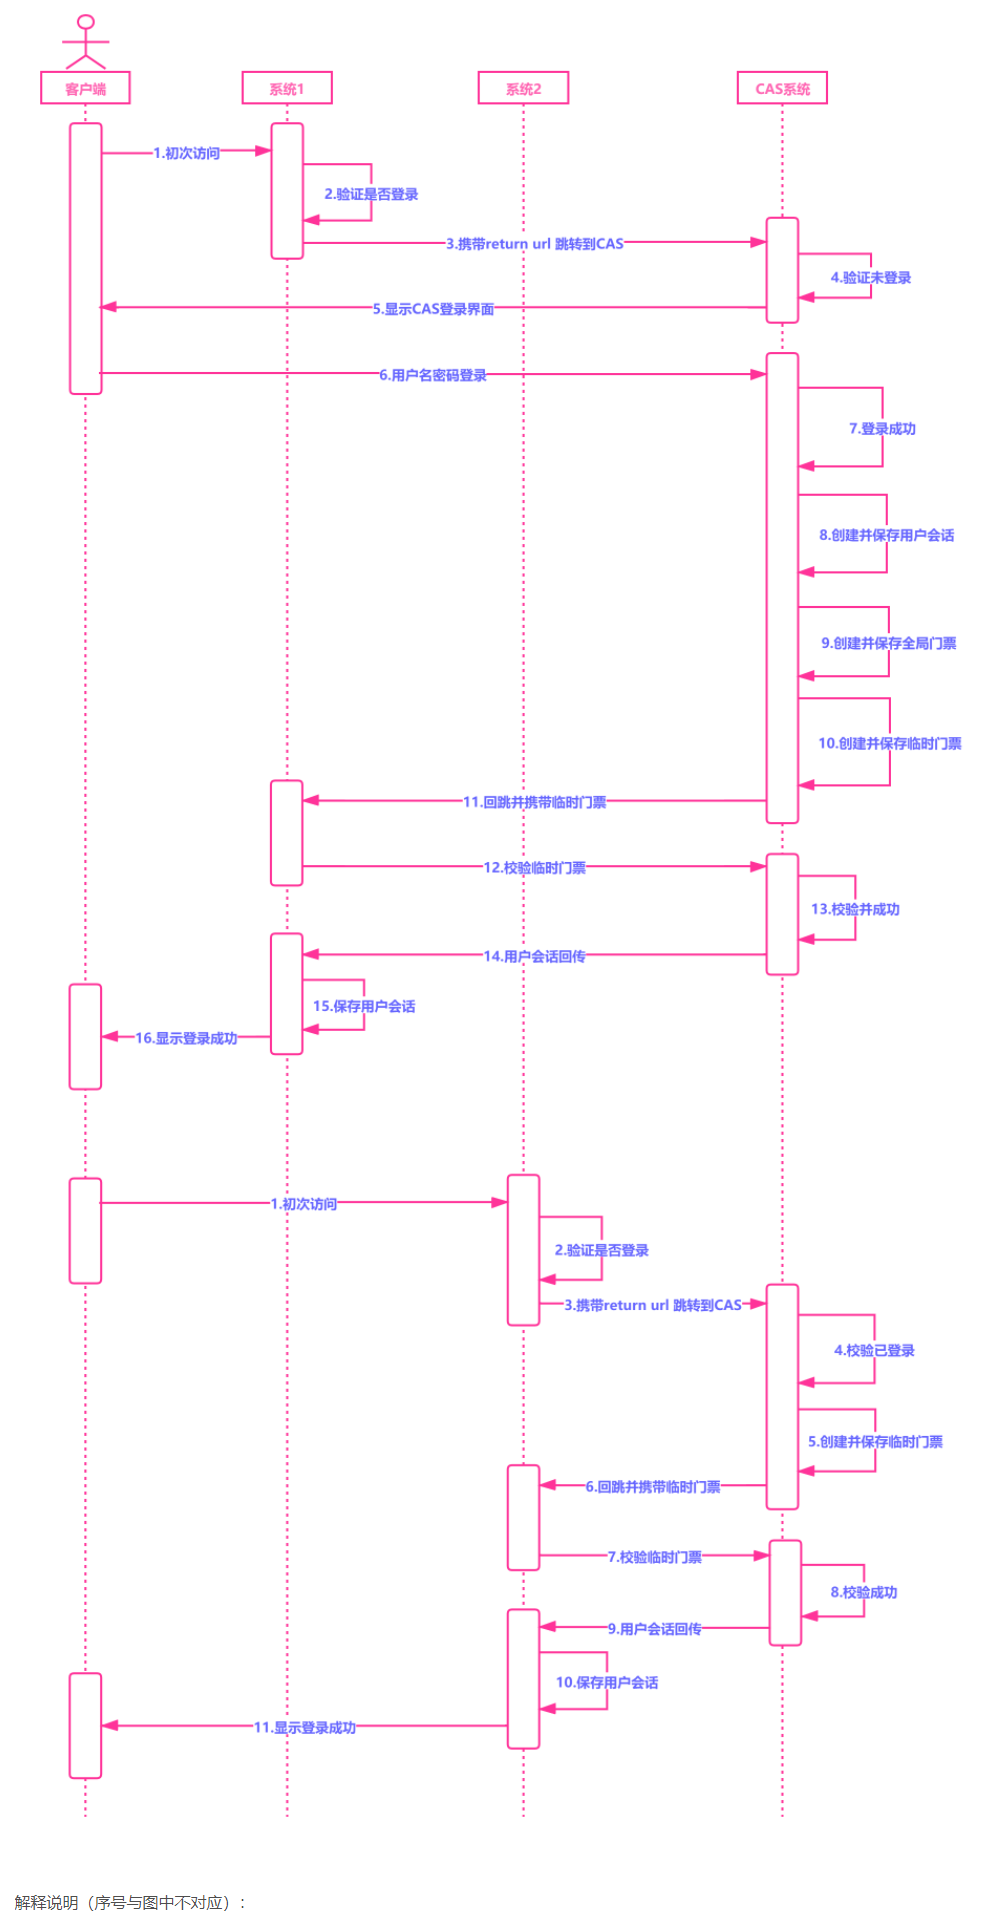 客户端
系统1
系统2
CAS系统
1.初次访问
2.验证是否登录
3.携带return url 跳转到CAS
4.验证未登录
5.显示CAS登录界面
6.用户名密码登录
7.登录成功
8.创建并保存用户会话
9.创建并保存全局门票
10.创建并保存临时门票
11.回跳并携带临时门票
12.校验临时门票
13.校验并成功
14.用户会话回传
15.保存用户会话
16.显示登录成功
1.初次访问
2.验证是否登录
3.携带return url 跳转到CAS
4.校验已登录
5.创建并保存临时门票
6.回跳并携带临时门票
7.校验临时门票
8.校验成功
9.用户会话回传
10.保存用户会话
11.显示登录成功
解释说明（序号与图中不对应）：